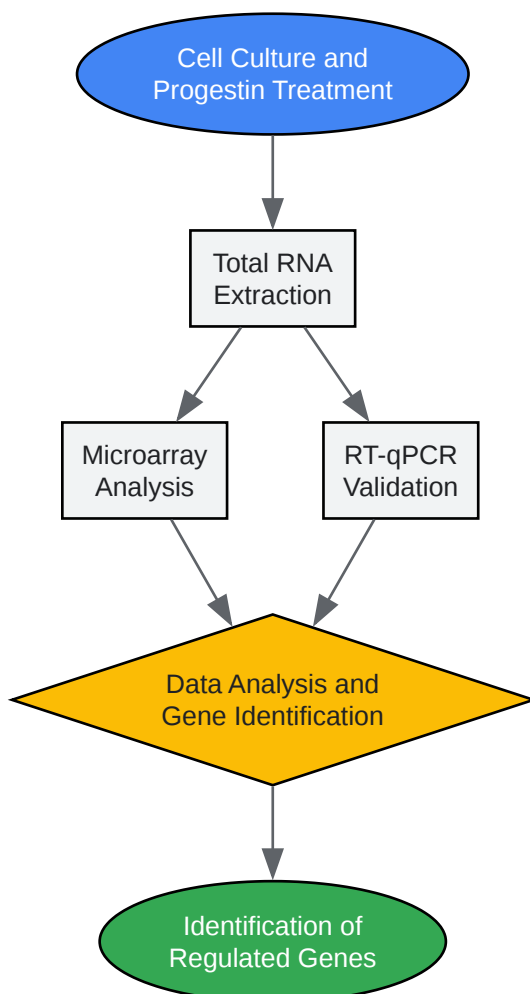 Cell Culture and
Progestin Treatment
Total RNA
Extraction
Microarray
Analysis
RT-qPCR
Validation
Data Analysis and
Gene Identification
Identification of
Regulated Genes